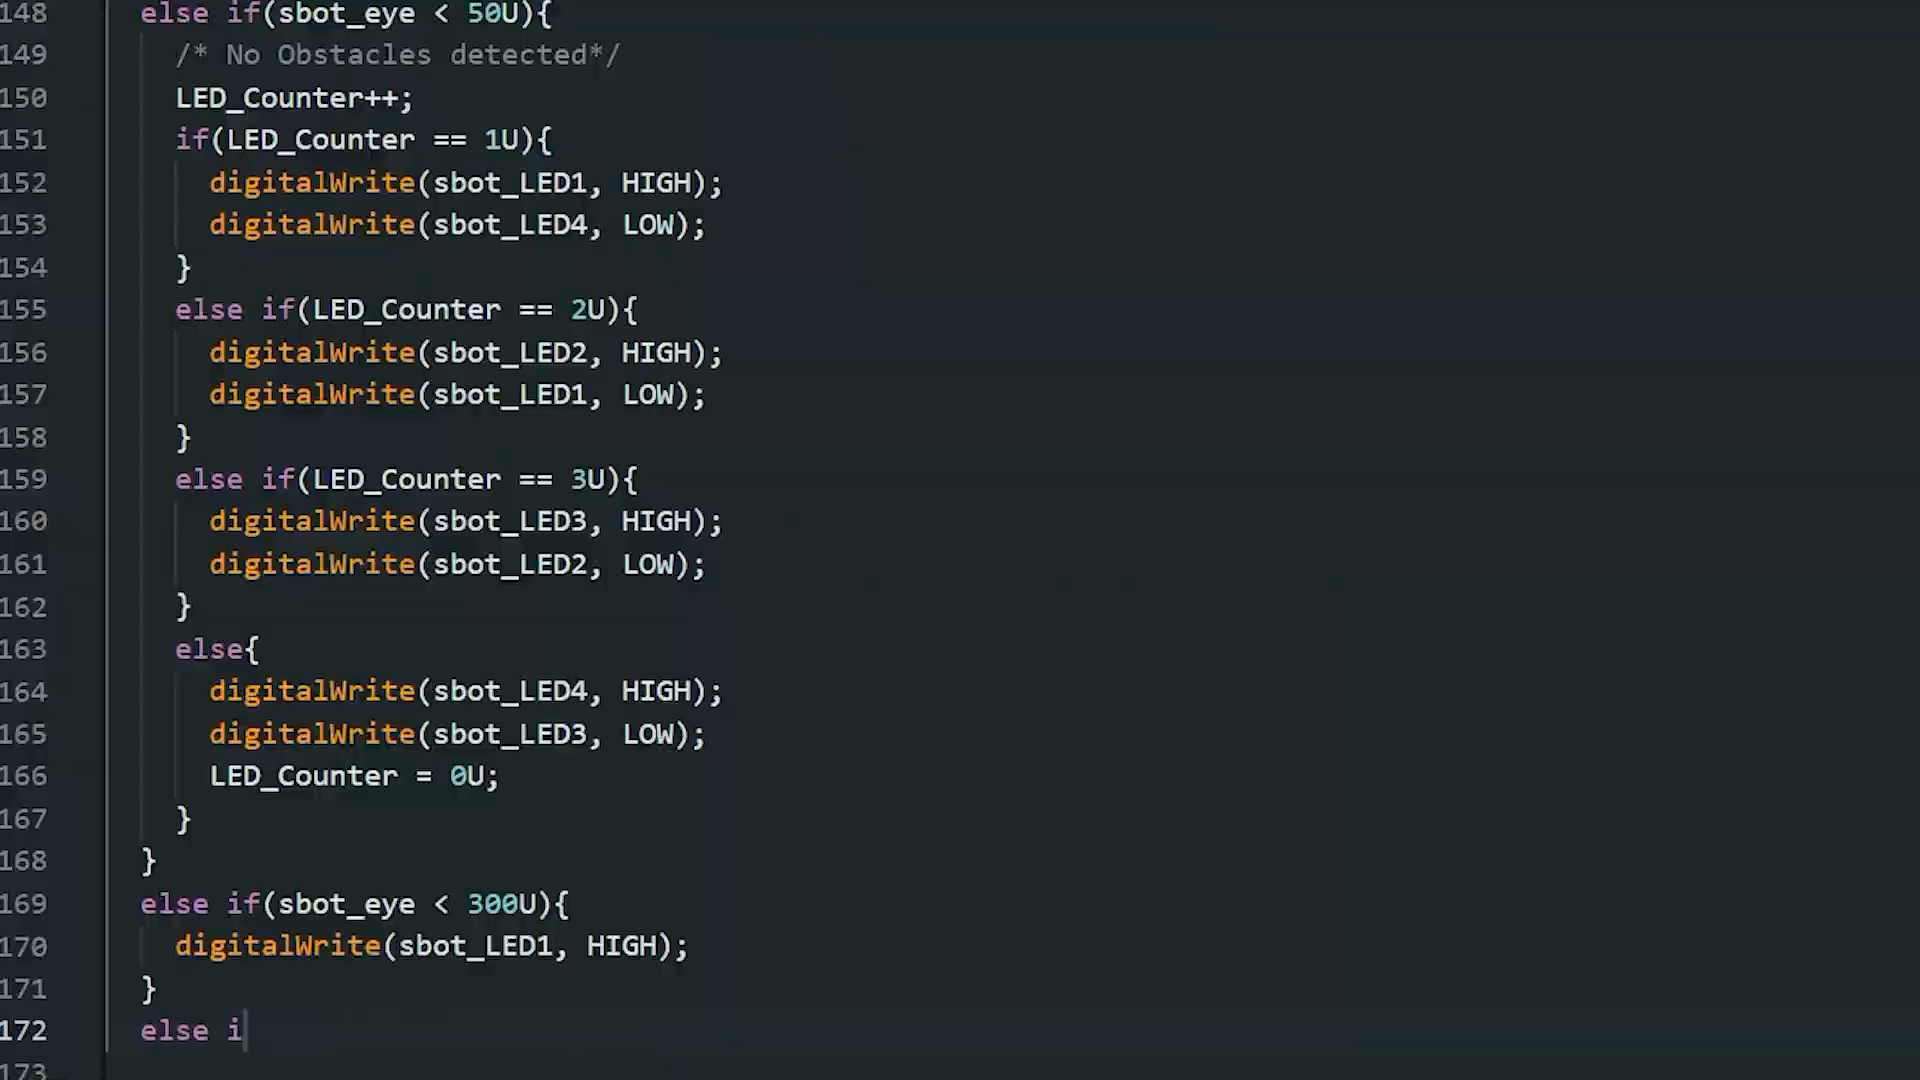 148 else if(sbot_eye < 50U){
149 /* No Obstacles detected*/
150 LED_Counter++;
151 if(LED_Counter == 1U){
152 digitalWrite(sbot_LED1, HIGH);
153 digitalWrite(sbot_LED4, LOW);
154 }
155 else if(LED_Counter == 2U){
156 digitalWrite(sbot_LED2, HIGH);
157 digitalWrite(sbot_LED1, LOW);
158 }
159 else if(LED_Counter == 3U){
160 digitalWrite(sbot_LED3, HIGH);
161 digitalWrite(sbot_LED2, LOW);
162 }
163 else{
164 digitalWrite(sbot_LED4, HIGH);
165 digitalWrite(sbot_LED3, LOW);
166 LED_Counter = 0U;
167 }
168 }
169 else if(sbot_eye < 300U){
170 digitalWrite(sbot_LED1, HIGH);
171 }
172 else i
173